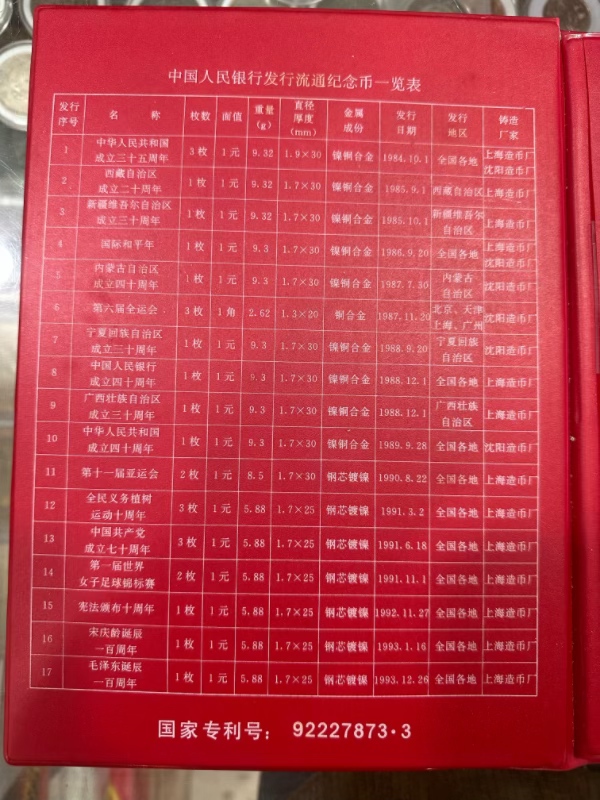 中国人民银行发行流通纪念币一览表
发行序号 名 称 枚数 面值 重量(g) 直径厚度(mm) 金属成份 发行日期 发行地区 铸造厂家
1 中华人民共和国成立三十五周年 3枚 1元 9.32 1.9×30 镍铜合金 1984.10.1 全国各地 上海造币厂 沈阳造币厂
2 西藏自治区成立二十周年 1枚 1元 9.32 1.7×30 镍铜合金 1985.9.1 西藏自治区 上海造币厂
3 新疆维吾尔自治区成立三十周年 1枚 1元 9.32 1.7×30 镍铜合金 1985.10.1 新疆维吾尔自治区 上海造币厂
4 国际和平年 1枚 1元 9.3 1.7×30 镍铜合金 1986.9.20 全国各地 上海造币厂 沈阳造币厂
5 内蒙古自治区成立四十周年 1枚 1元 9.3 1.7×30 镍铜合金 1987.7.30 内蒙古自治区 沈阳造币厂
6 第六届全运会 3枚 1角 2.62 1.3×20 铜合金 1987.11.20 北京、天津上海、广州 沈阳造币厂
7 宁夏回族自治区成立三十周年 1枚 1元 9.3 1.7×30 镍铜合金 1988.9.20 宁夏回族自治区 沈阳造币厂
8 中国人民银行成立四十周年 1枚 1元 9.3 1.7×30 镍铜合金 1988.12.1 全国各地 上海造币厂
9 广西壮族自治区成立三十周年 1枚 1元 9.3 1.7×30 镍铜合金 1988.12.1 广西壮族自治区 上海造币厂
10 中华人民共和国成立四十周年 1枚 1元 9.3 1.7×30 镍铜合金 1989.9.28 全国各地 沈阳造币厂
11 第十一届亚运会 2枚 1元 8.5 1.7×30 钢芯镀镍 1990.8.22 全国各地 上海造币厂
12 全民义务植树运动十周年 3枚 1元 5.88 1.7×25 钢芯镀镍 1991.3.2 全国各地 上海造币厂
13 中国共产党成立七十周年 3枚 1元 5.88 1.7×25 钢芯镀镍 1991.6.18 全国各地 上海造币厂
14 第一届世界女子足球锦标赛 2枚 1元 5.88 1.7×25 钢芯镀镍 1991.11.1 全国各地 上海造币厂
15 宪法颁布十周年 1枚 1元 5.88 1.7×25 钢芯镀镍 1992.11.27 全国各地 上海造币厂
16 宋庆龄诞辰一百周年 1枚 1元 5.88 1.7×25 钢芯镀镍 1993.1.16 全国各地 上海造币厂
17 毛泽东诞辰一百周年 1枚 1元 5.88 1.7×25 钢芯镀镍 1993.12.26 全国各地 上海造币厂
国家专利号： 92227873·3